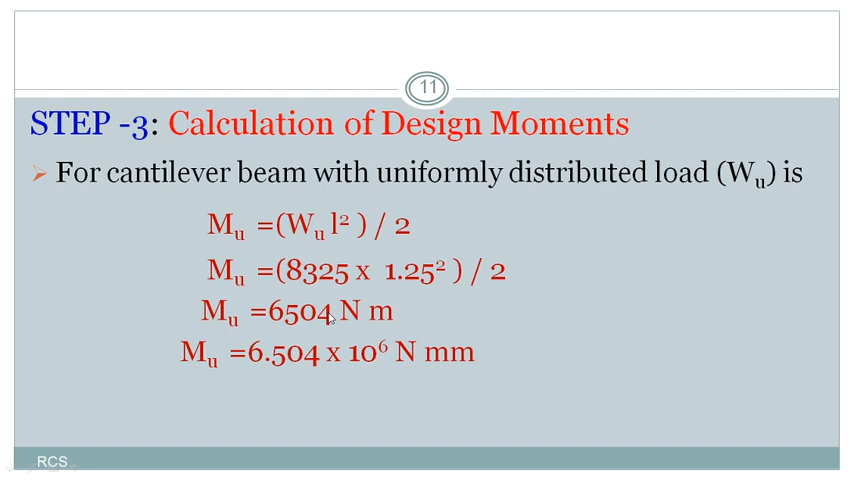 11
STEP -3: Calculation of Design Moments
➢ For cantilever beam with uniformly distributed load (Wu) is
Mu =(Wu l² ) / 2
Mu =(8325 x 1.25² ) / 2
Mu =6504 N m
Mu =6.504 x 10⁶ N mm
RCS